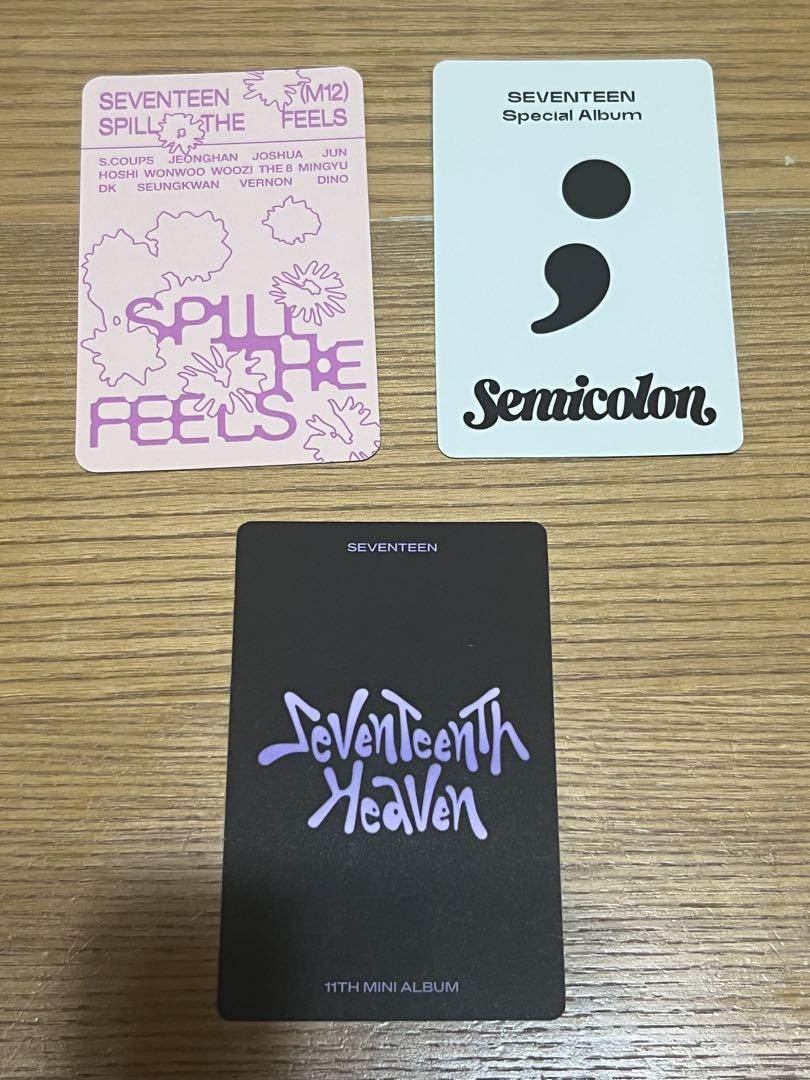 SEVENTEEN (M12)
SPILL THE FEELS
S.COUPS JEONGHAN JOSHUA JUN
HOSHI WONWOO WOOZI THE 8 MINGYU
DK SEUNGKWAN VERNON DINO
SPILL
THE
FEELS
SEVENTEEN
Special Album
;
Semicolon
SEVENTEEN
SevenTeenTh
Heaven
11TH MINI ALBUM